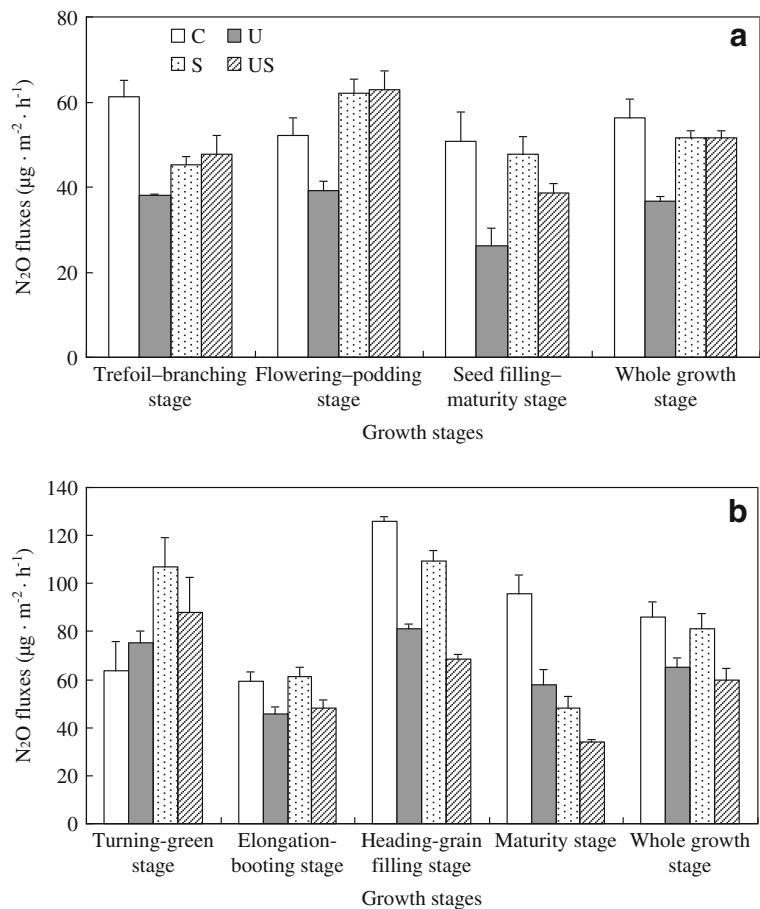 80
60
40
20
0
N₂O fluxes (µg · m⁻² · h⁻¹)
C U
S US
a
Trefoil–branching
stage
Flowering–podding
stage
Seed filling–
maturity stage
Whole growth
stage
Growth stages
140
120
100
80
60
40
20
0
N₂O fluxes (µg · m⁻² · h⁻¹)
b
Turning-green
stage
Elongation-
booting stage
Heading-grain
filling stage
Maturity stage
Whole growth
stage
Growth stages